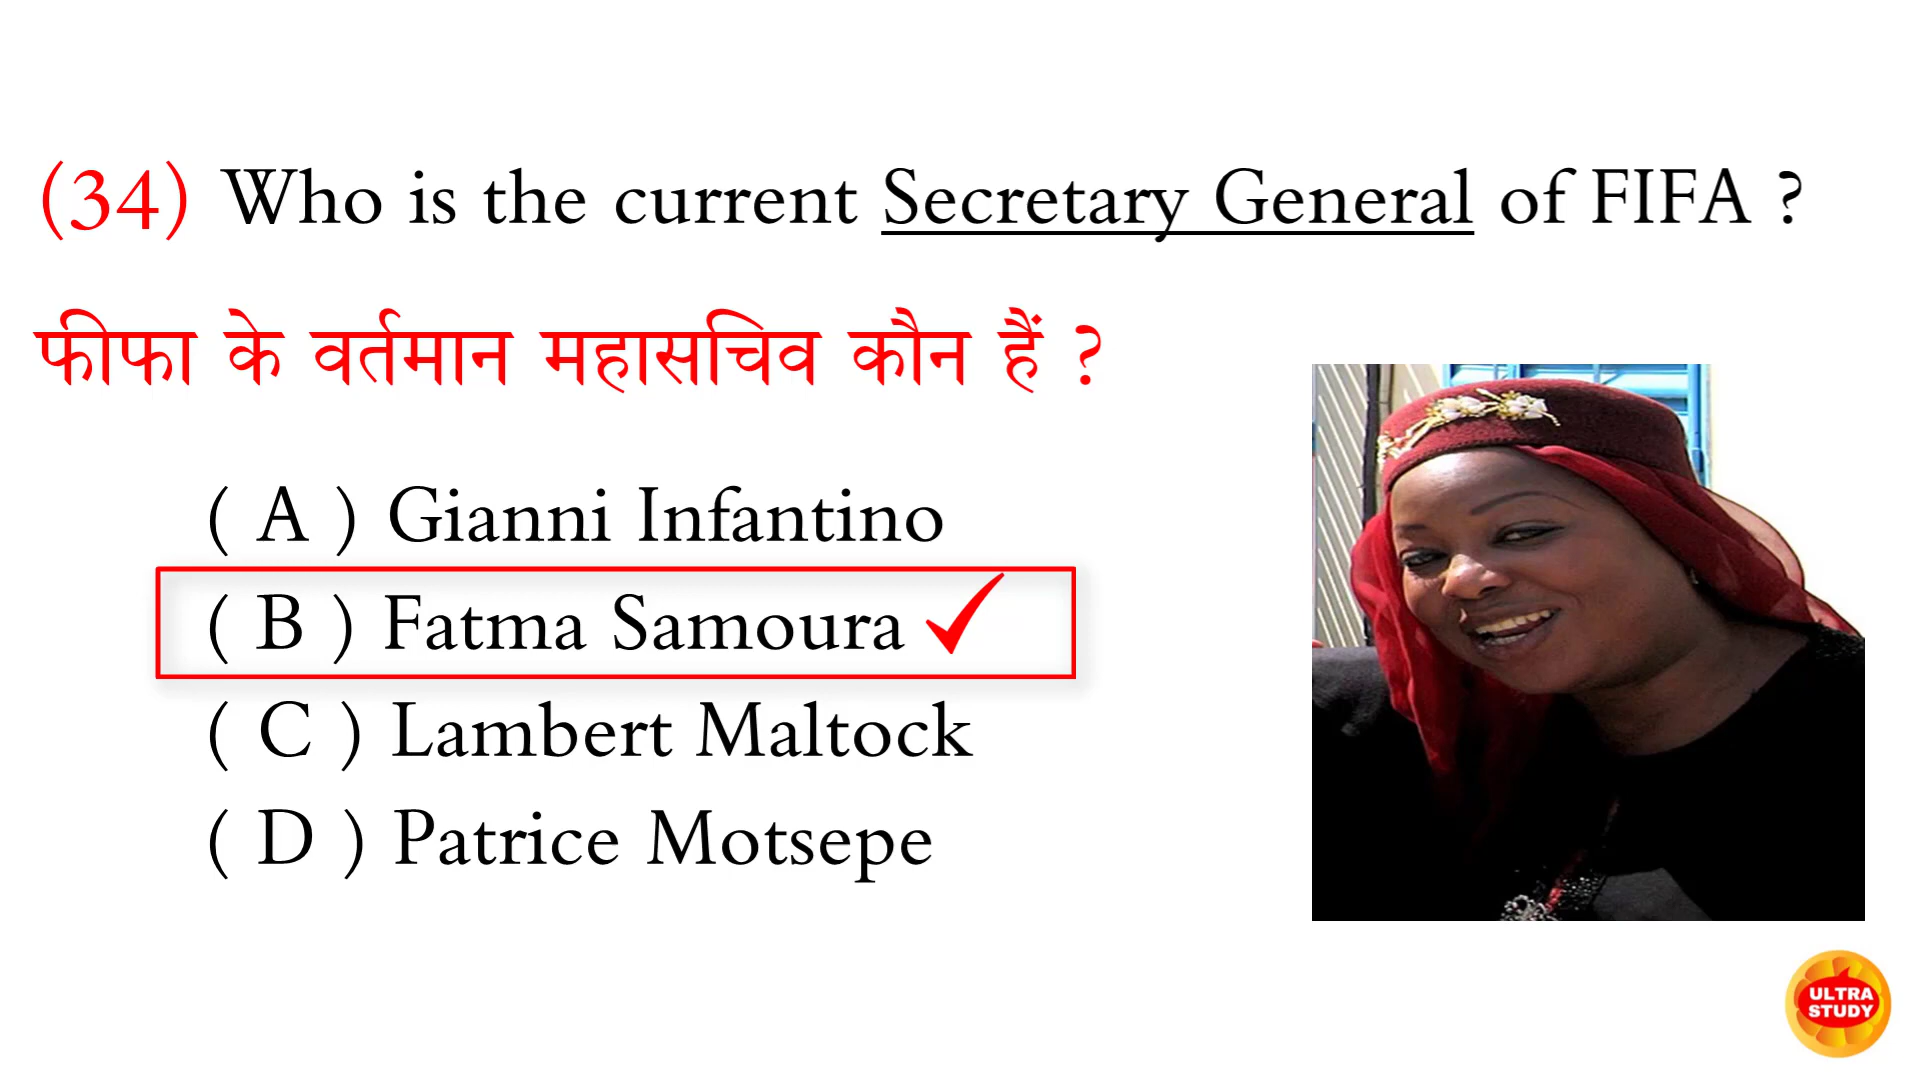 (34) Who is the current Secretary General of FIFA ?
फीफा के वर्तमान महासचिव कौन हैं ?
( A ) Gianni Infantino
( B ) Fatma Samoura ✓
( C ) Lambert Maltock
( D ) Patrice Motsepe
ULTRA
STUDY